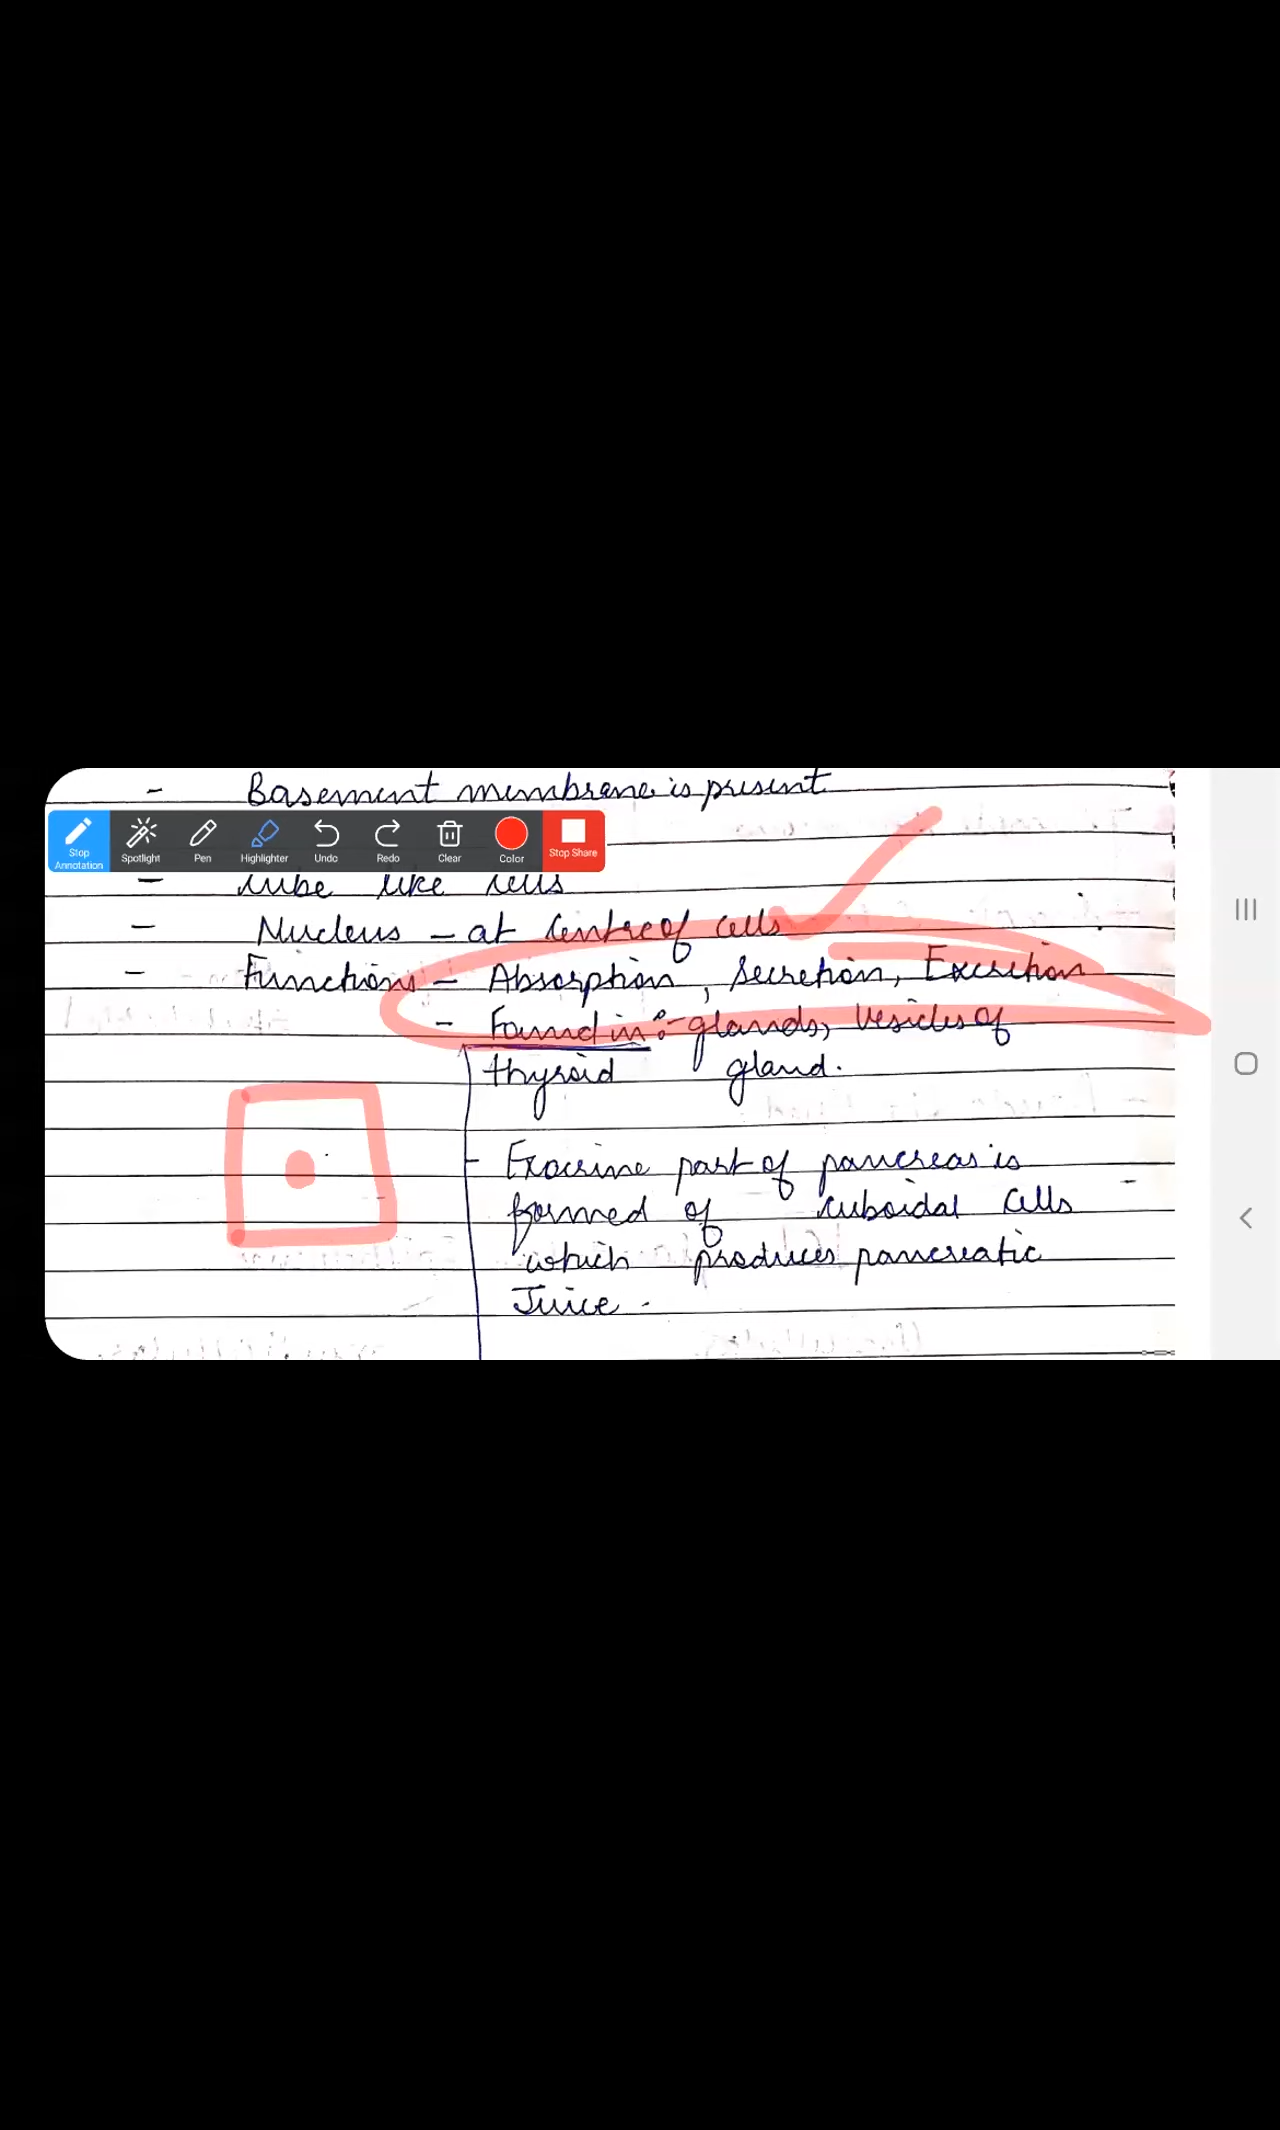 - Basement membrane is present.
Stop Annotation Spotlight Pen Highlighter Undo Redo Clear Color Stop Share
- cube like cells
- Nucleus - at centre of cells
- Functions - Absorption, Secretion, Excretion
- Found in :- glands, vesicles of
thyroid gland.
- Exocrine part of pancreas is
formed of cuboidal cells
which produces pancreatic
Juice.